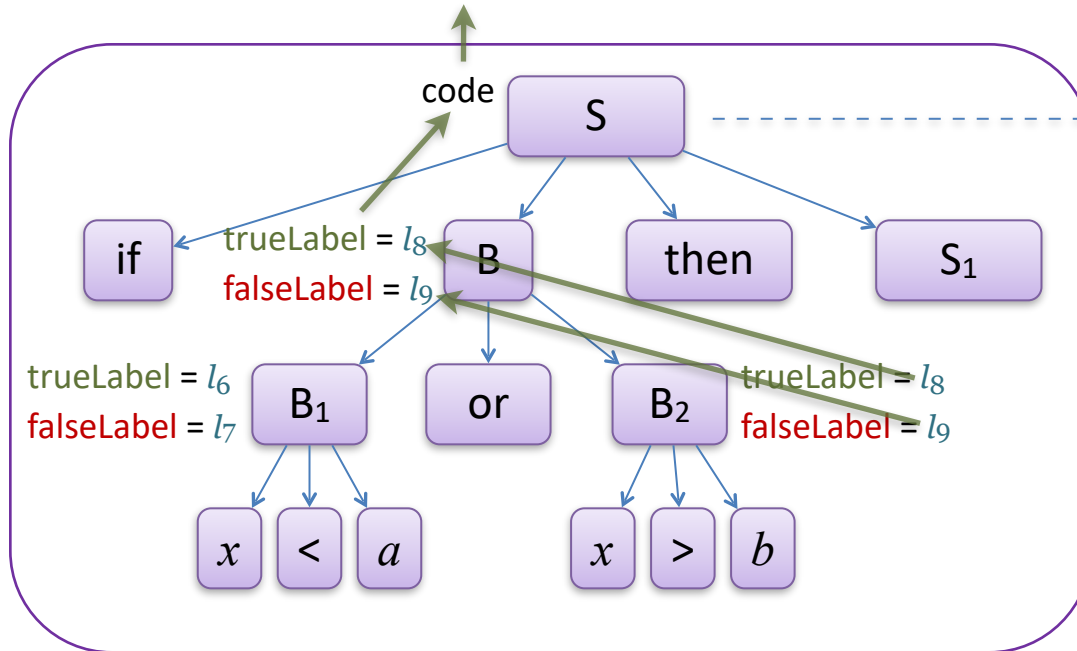 code
S
if
trueLabel = l₈
falseLabel = l₉
B
then
S₁
trueLabel = l₆
falseLabel = l₇
B₁
or
B₂
trueLabel = l₈
falseLabel = l₉
x
<
a
x
>
b